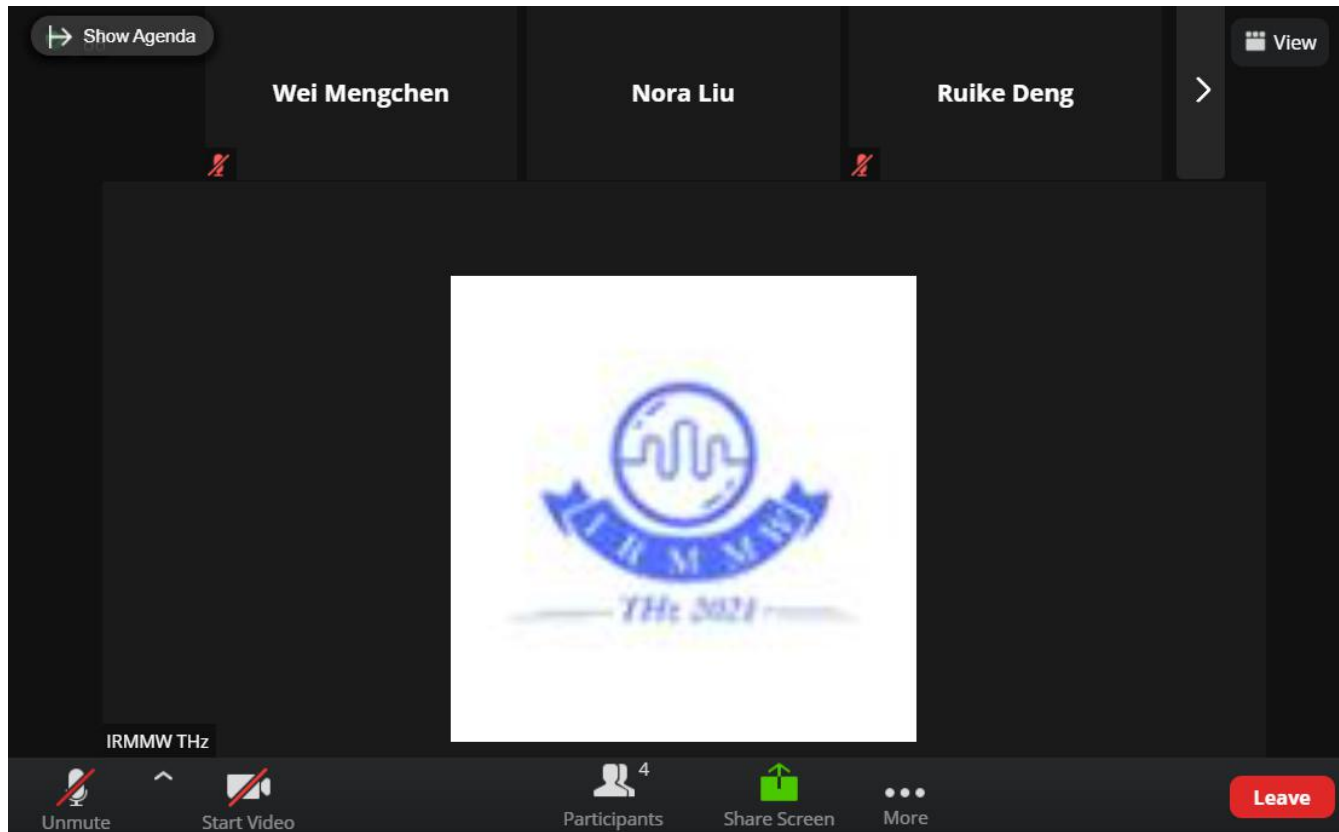 Show Agenda
View
Wei Mengchen
Nora Liu
Ruike Deng
IRMMW
THz 2021
IRMMW THz
4
Unmute
Start Video
Participants
Share Screen
More
Leave